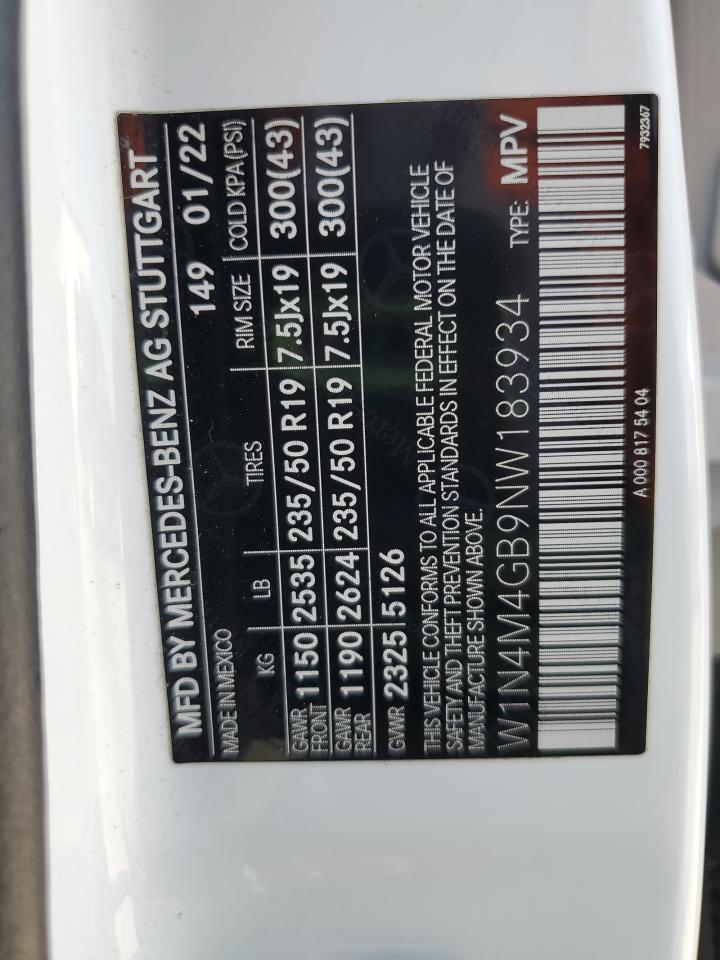 MFD BY MERCEDES-BENZ AG STUTTGART
MADE IN MEXICO 149 01/22
KG LB TIRES RIM SIZE COLD KPA(PSI)
GAWR FRONT 1150 2535 235/50 R19 7.5Jx19 300(43)
GAWR REAR 1190 2624 235/50 R19 7.5Jx19 300(43)
GVWR 2325 5126
THIS VEHICLE CONFORMS TO ALL APPLICABLE FEDERAL MOTOR VEHICLE
SAFETY AND THEFT PREVENTION STANDARDS IN EFFECT ON THE DATE OF
MANUFACTURE SHOWN ABOVE.
W1N4M4GB9NW183934 TYPE: MPV
A 000 817 54 04 7932367